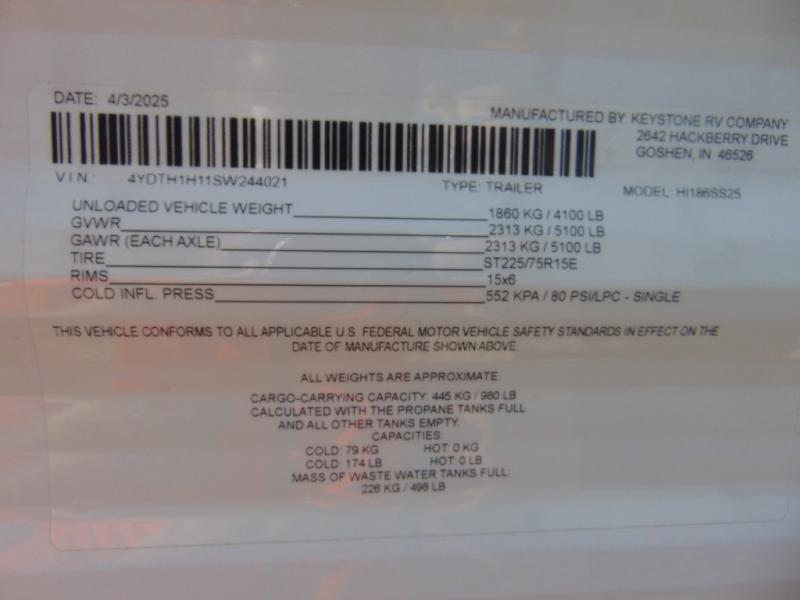 DATE: 4/3/2025
MANUFACTURED BY: KEYSTONE RV COMPANY
2642 HACKBERRY DRIVE
GOSHEN, IN 46526
V.I.N.: 4YDTH1H11SW244021 TYPE: TRAILER MODEL: HI186SS25
UNLOADED VEHICLE WEIGHT 1860 KG / 4100 LB
GVWR 2313 KG / 5100 LB
GAWR (EACH AXLE) 2313 KG / 5100 LB
TIRE ST225/75R15E
RIMS 15x6
COLD INFL. PRESS 552 KPA / 80 PSI/LPC - SINGLE
THIS VEHICLE CONFORMS TO ALL APPLICABLE U.S. FEDERAL MOTOR VEHICLE SAFETY STANDARDS IN EFFECT ON THE
DATE OF MANUFACTURE SHOWN ABOVE.
ALL WEIGHTS ARE APPROXIMATE.
CARGO-CARRYING CAPACITY: 445 KG / 980 LB
CALCULATED WITH THE PROPANE TANKS FULL
AND ALL OTHER TANKS EMPTY.
CAPACITIES:
COLD: 79 KG HOT: 0 KG
COLD: 174 LB HOT: 0 LB
MASS OF WASTE WATER TANKS FULL:
226 KG / 498 LB